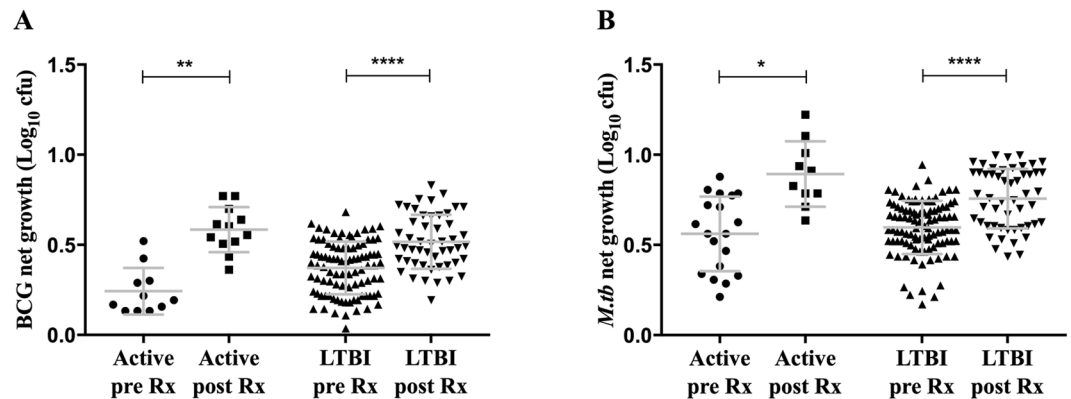 A
BCG net growth (Log10 cfu)
1.5
1.0
0.5
0.0
**
****
Active pre Rx
Active post Rx
LTBI pre Rx
LTBI post Rx
B
M.tb net growth (Log10 cfu)
1.5
1.0
0.5
0.0
*
****
Active pre Rx
Active post Rx
LTBI pre Rx
LTBI post Rx